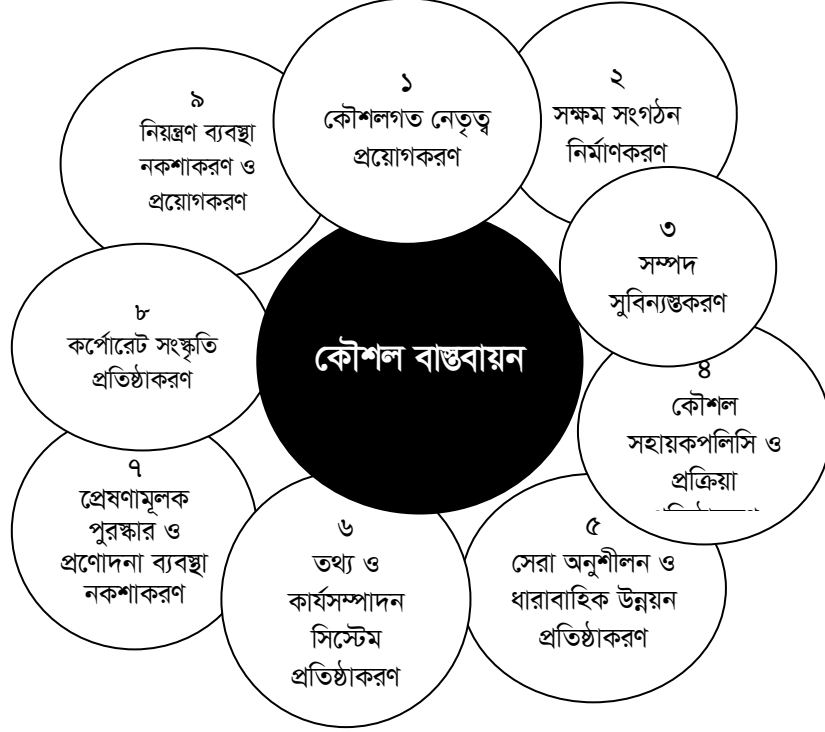 ১
কৌশলগত নেতৃত্ব
প্রয়োগকরণ
২
সক্ষম সংগঠন
নির্মাণকরণ
৩
সম্পদ
সুবিন্যস্তকরণ
৪
কৌশল
সহায়কপলিসি ও
প্রক্রিয়া
৫
সেরা অনুশীলন ও
ধারাবাহিক উন্নয়ন
প্রতিষ্ঠাকরণ
৬
তথ্য ও
কার্যসম্পাদন
সিস্টেম
প্রতিষ্ঠাকরণ
৭
প্রেষণামূলক
পুরস্কার ও
প্রণোদনা ব্যবস্থা
নকশাকরণ
৮
কর্পোরেট সংস্কৃতি
প্রতিষ্ঠাকরণ
৯
নিয়ন্ত্রণ ব্যবস্থা
নকশাকরণ ও
প্রয়োগকরণ
কৌশল বাস্তবায়ন